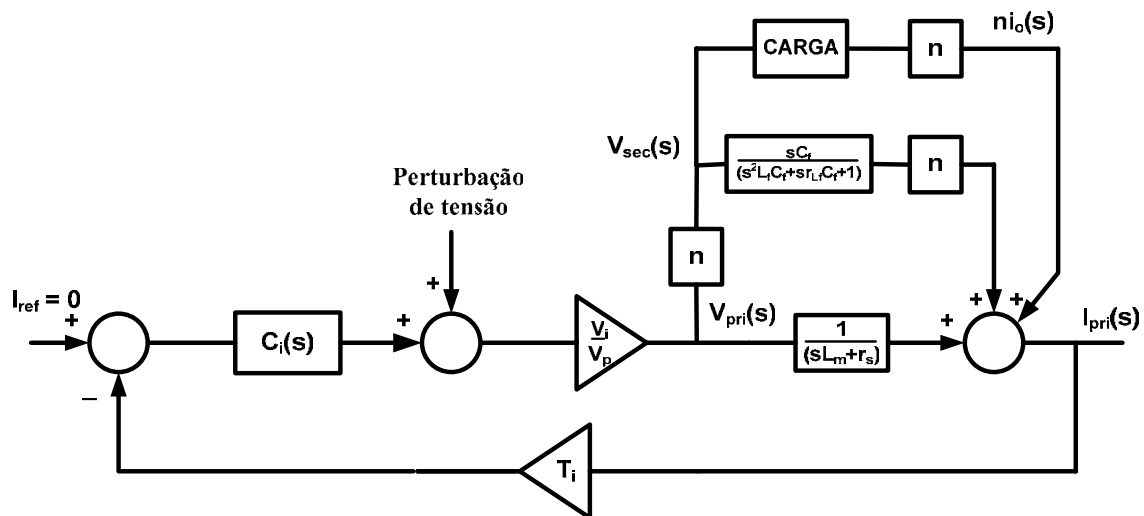 ni₀(s)
CARGA
n
Vsec(s)
sCf
(s²LfCf+srLfCf+1)
n
Perturbação
de tensão
n
+
Iref = 0
+
Ci(s)
+
Vi
Vp
Vpri(s)
1
(sLm+rs)
+
+
+
Ipri(s)
–
Ti